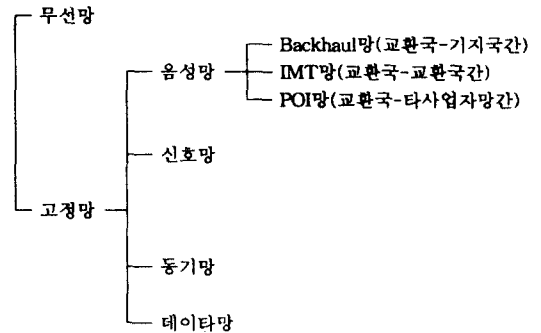 무선망
Backhaul망(교환국-기지국간)
음성망
IMT망(교환국-교환국간)
POI망(교환국-타사업자망간)
신호망
고정망
동기망
데이타망